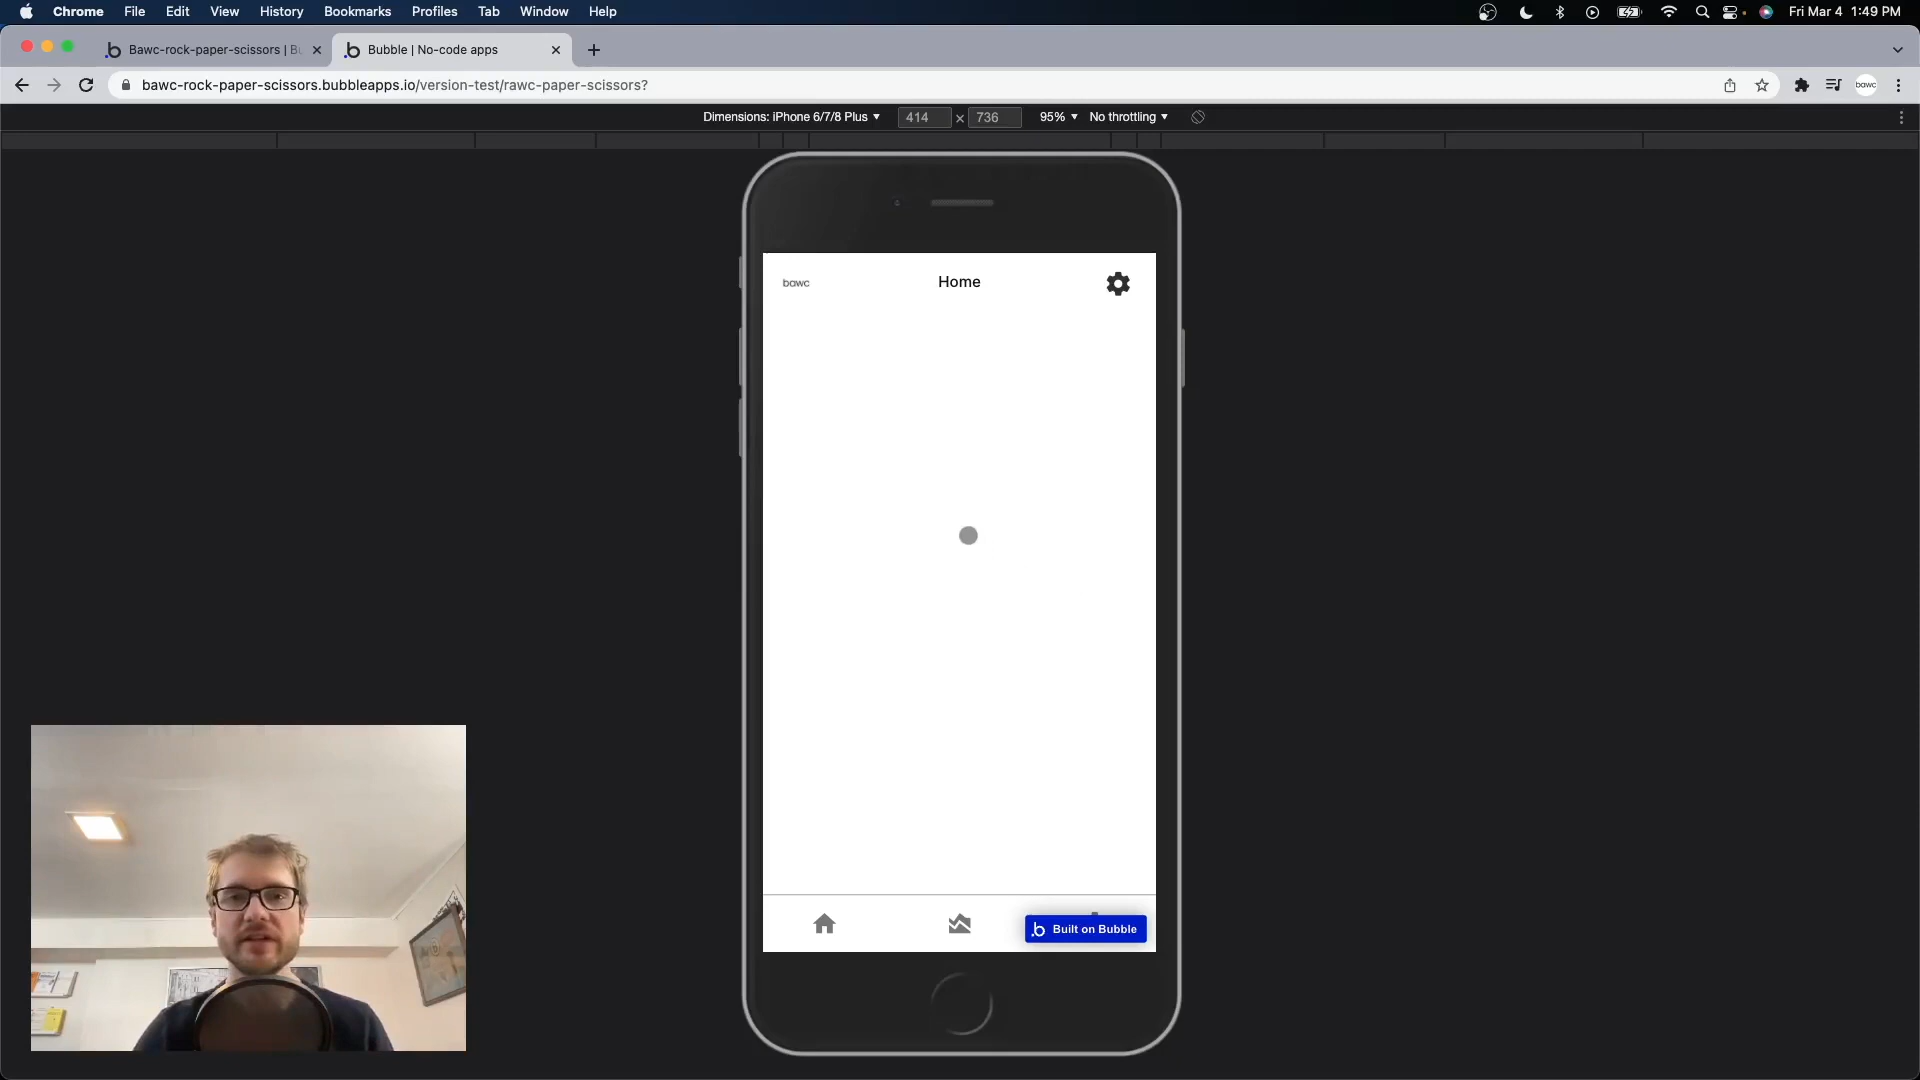 Chrome File Edit View History Bookmarks Profiles Tab Window Help
Fri Mar 4 1:49 PM
Bawc-rock-paper-scissors | Bu
Bubble | No-code apps
bawc-rock-paper-scissors.bubbleapps.io/version-test/rawc-paper-scissors?
bawc
Dimensions: iPhone 6/7/8 Plus
414 × 736
95%
No throttling
bawc
Home
Built on Bubble